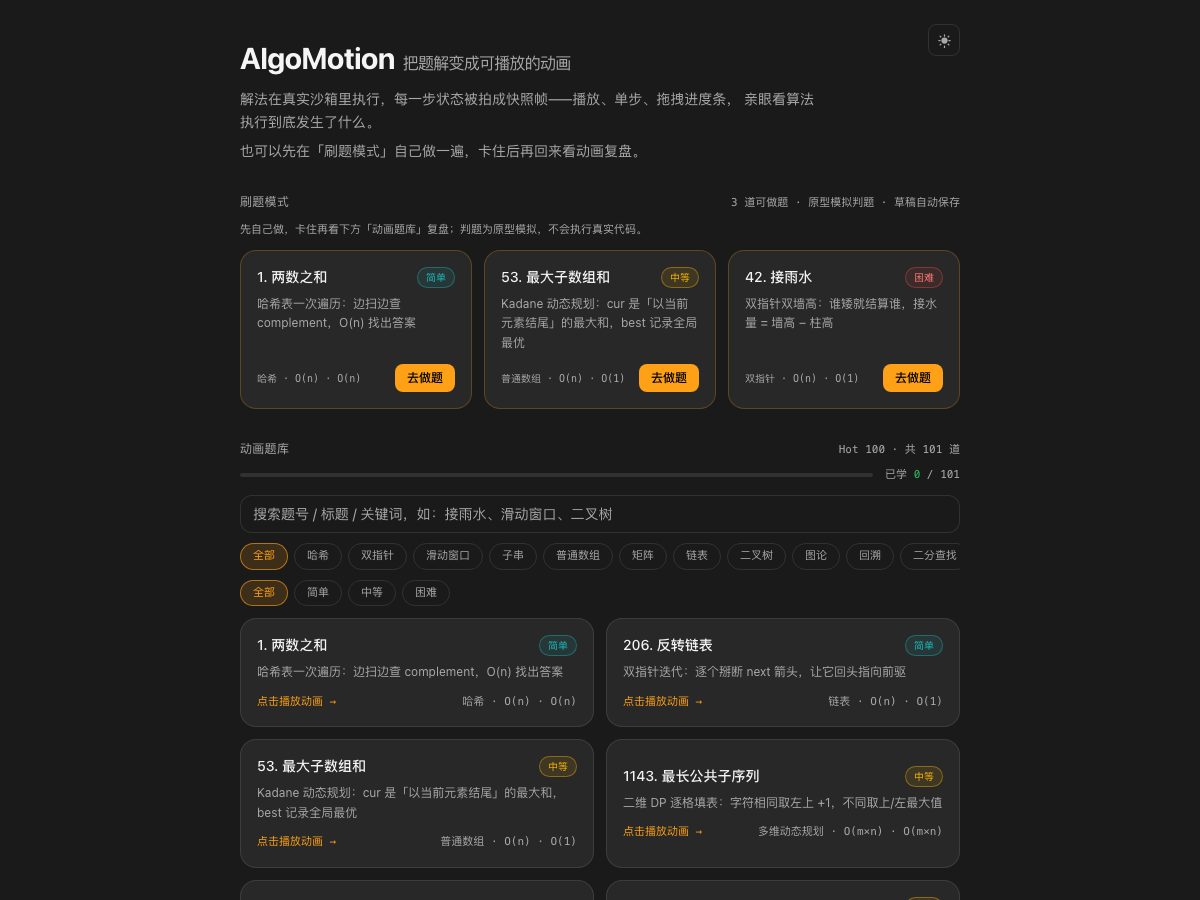 AlgoMotion 把题解变成可播放的动画
解法在真实沙箱里执行，每一步状态被拍成快照帧——播放、单步、拖拽进度条， 亲眼看算法
执行到底发生了什么。
也可以先在「刷题模式」自己做一遍，卡住后再回来看动画复盘。
刷题模式
3 道可做题 · 原型模拟判题 · 草稿自动保存
先自己做，卡住再看下方「动画题库」复盘；判题为原型模拟，不会执行真实代码。
1. 两数之和
简单
哈希表一次遍历：边扫边查
complement，O(n) 找出答案
哈希 · O(n) · O(n)
去做题
53. 最大子数组和
中等
Kadane 动态规划：cur 是「以当前
元素结尾」的最大和，best 记录全局
最优
普通数组 · O(n) · O(1)
去做题
42. 接雨水
困难
双指针双墙高：谁矮就结算谁，接水
量 = 墙高 − 柱高
双指针 · O(n) · O(1)
去做题
动画题库
Hot 100 · 共 101 道
已学 0 / 101
搜索题号 / 标题 / 关键词，如：接雨水、滑动窗口、二叉树
全部 哈希 双指针 滑动窗口 子串 普通数组 矩阵 链表 二叉树 图论 回溯 二分查找
全部 简单 中等 困难
1. 两数之和
简单
哈希表一次遍历：边扫边查 complement，O(n) 找出答案
点击播放动画 →
哈希 · O(n) · O(n)
206. 反转链表
简单
双指针迭代：逐个掰断 next 箭头，让它回头指向前驱
点击播放动画 →
链表 · O(n) · O(1)
53. 最大子数组和
中等
Kadane 动态规划：cur 是「以当前元素结尾」的最大和，
best 记录全局最优
点击播放动画 →
普通数组 · O(n) · O(1)
1143. 最长公共子序列
中等
二维 DP 逐格填表：字符相同取左上 +1，不同取上/左最大值
点击播放动画 →
多维动态规划 · O(m×n) · O(m×n)